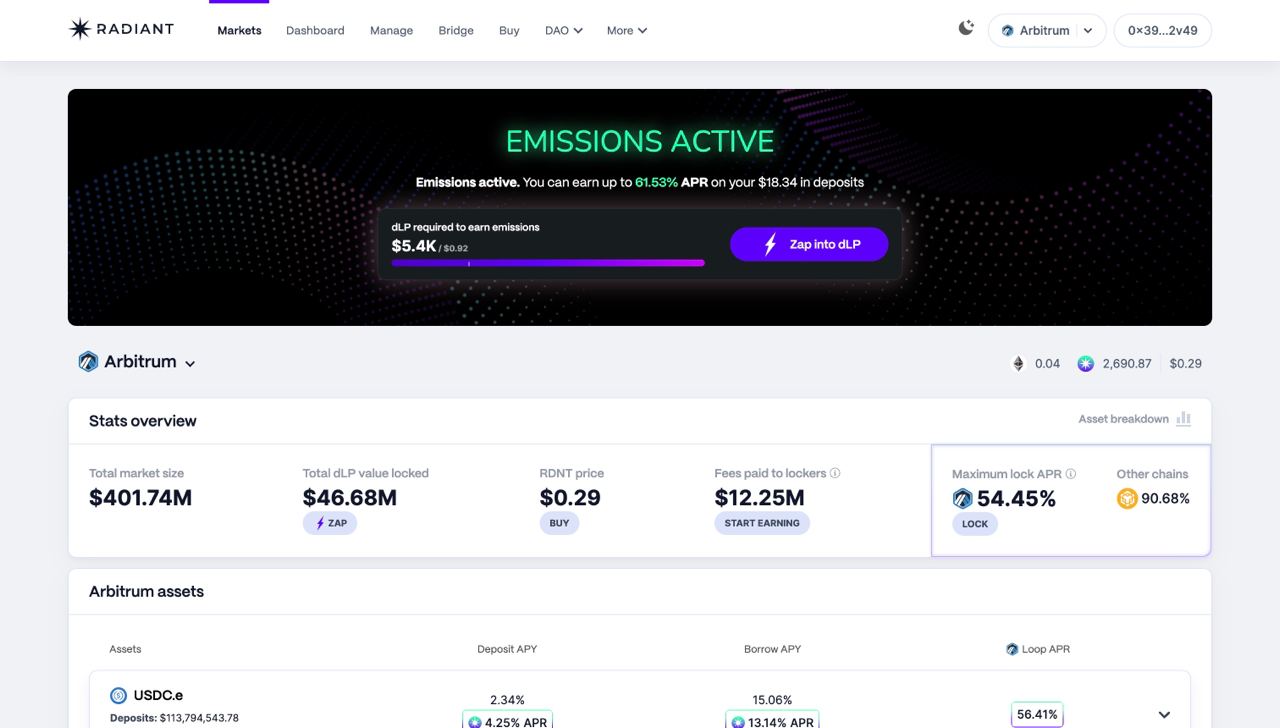 RADIANT
Markets Dashboard Manage Bridge Buy DAO More Arbitrum 0×39...2v49
EMISSIONS ACTIVE
Emissions active. You can earn up to 61.53% APR on your $18.34 in deposits
dLP required to earn emissions
$5.4K / $0.92
Zap into dLP
Arbitrum 0.04 2,690.87 $0.29
Stats overview Asset breakdown
Total market size Total dLP value locked RDNT price Fees paid to lockers Maximum lock APR Other chains
$401.74M $46.68M $0.29 $12.25M 54.45% 90.68%
ZAP BUY START EARNING LOCK
Arbitrum assets
Assets Deposit APY Borrow APY Loop APR
USDC.e 2.34% 15.06% 56.41%
Deposits: $113,794,543.78 4.25% APR 13.14% APR